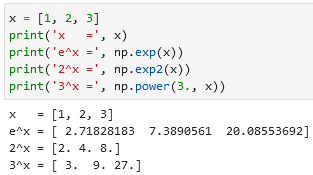 x = [1, 2, 3]
print('x   =', x)
print('e^x =', np.exp(x))
print('2^x =', np.exp2(x))
print('3^x =', np.power(3., x))
x   = [1, 2, 3]
e^x = [ 2.71828183  7.3890561  20.08553692]
2^x = [2. 4. 8.]
3^x = [ 3.  9. 27.]